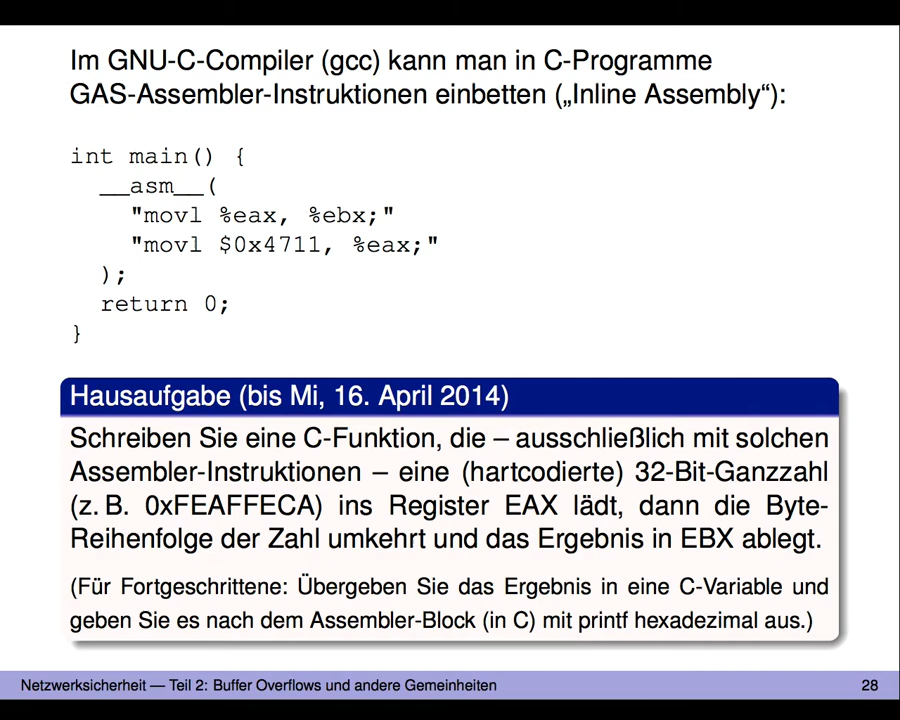 Im GNU-C-Compiler (gcc) kann man in C-Programme
GAS-Assembler-Instruktionen einbetten („Inline Assembly“):
int main() {
__asm__(
"movl %eax, %ebx;"
"movl $0x4711, %eax;"
);
return 0;
}
Hausaufgabe (bis Mi, 16. April 2014)
Schreiben Sie eine C-Funktion, die – ausschließlich mit solchen
Assembler-Instruktionen – eine (hartcodierte) 32-Bit-Ganzzahl
(z. B. 0xFEAFFECA) ins Register EAX lädt, dann die Byte-
Reihenfolge der Zahl umkehrt und das Ergebnis in EBX ablegt.
(Für Fortgeschrittene: Übergeben Sie das Ergebnis in eine C-Variable und
geben Sie es nach dem Assembler-Block (in C) mit printf hexadezimal aus.)
Netzwerksicherheit — Teil 2: Buffer Overflows und andere Gemeinheiten
28